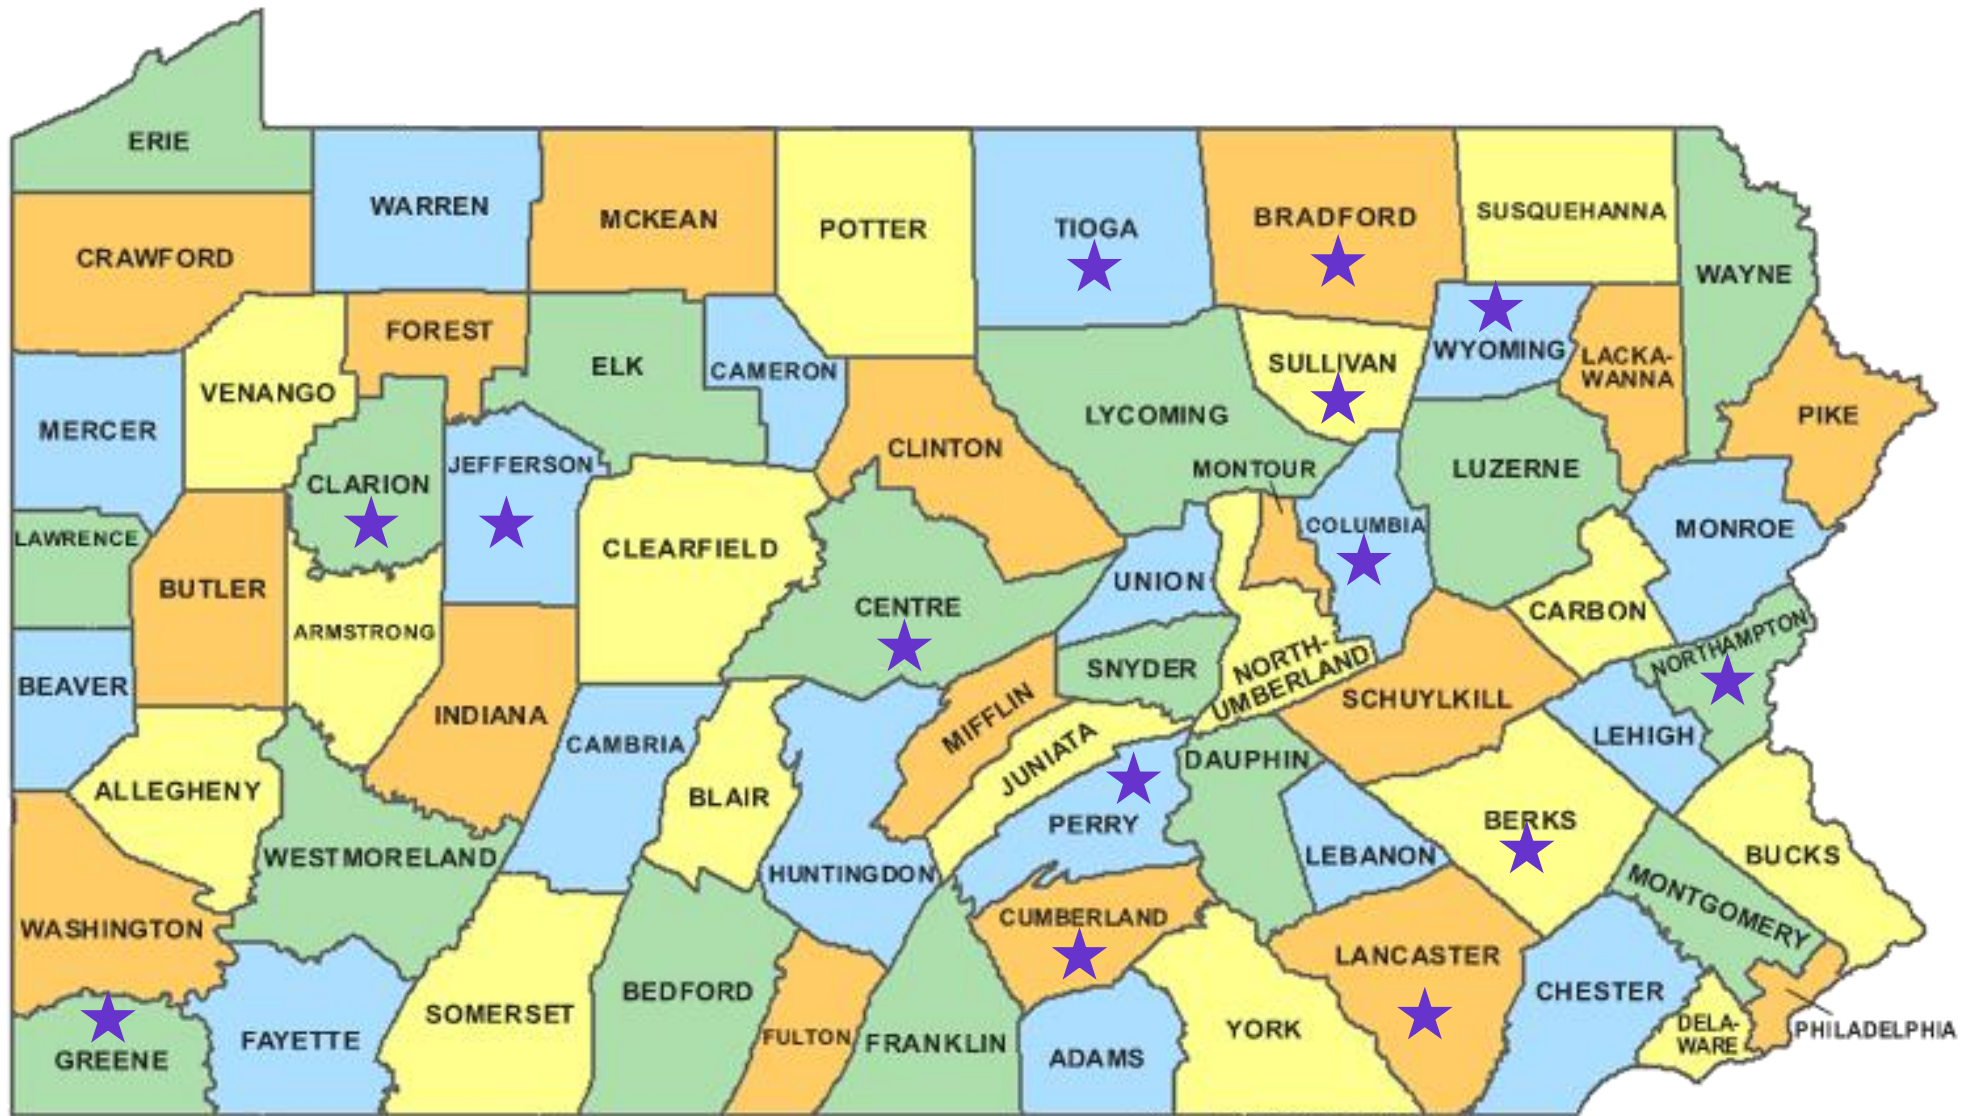 ERIE
WARREN
MCKEAN
POTTER
TIOGA
BRADFORD
SUSQUEHANNA
WAYNE
CRAWFORD
FOREST
ELK
CAMERON
SULLIVAN
WYOMING
LACKA-
WANNA
PIKE
MERCER
VENANGO
CLARION
JEFFERSON
CLINTON
LYCOMING
MONTOUR
COLUMBIA
LUZERNE
MONROE
LAWRENCE
BUTLER
ARMSTRONG
CLEARFIELD
CENTRE
UNION
CARBON
NORTHAMPTON
BEAVER
INDIANA
SNYDER
NORTH-
UMBERLAND
SCHUYLKILL
LEHIGH
ALLEGHENY
CAMBRIA
BLAIR
MIFFLIN
JUNIATA
PERRY
DAUPHIN
BERKS
BUCKS
WESTMORELAND
HUNTINGDON
LEBANON
MONTGOMERY
WASHINGTON
CUMBERLAND
LANCASTER
GREENE
FAYETTE
SOMERSET
BEDFORD
FULTON
FRANKLIN
ADAMS
YORK
CHESTER
DELA-
WARE
PHILADELPHIA